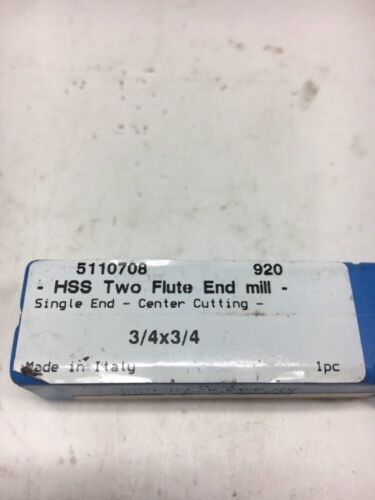 5110708 920
- HSS Two Flute End mill -
Single End - Center Cutting -
3/4x3/4
Made in Italy 1pc